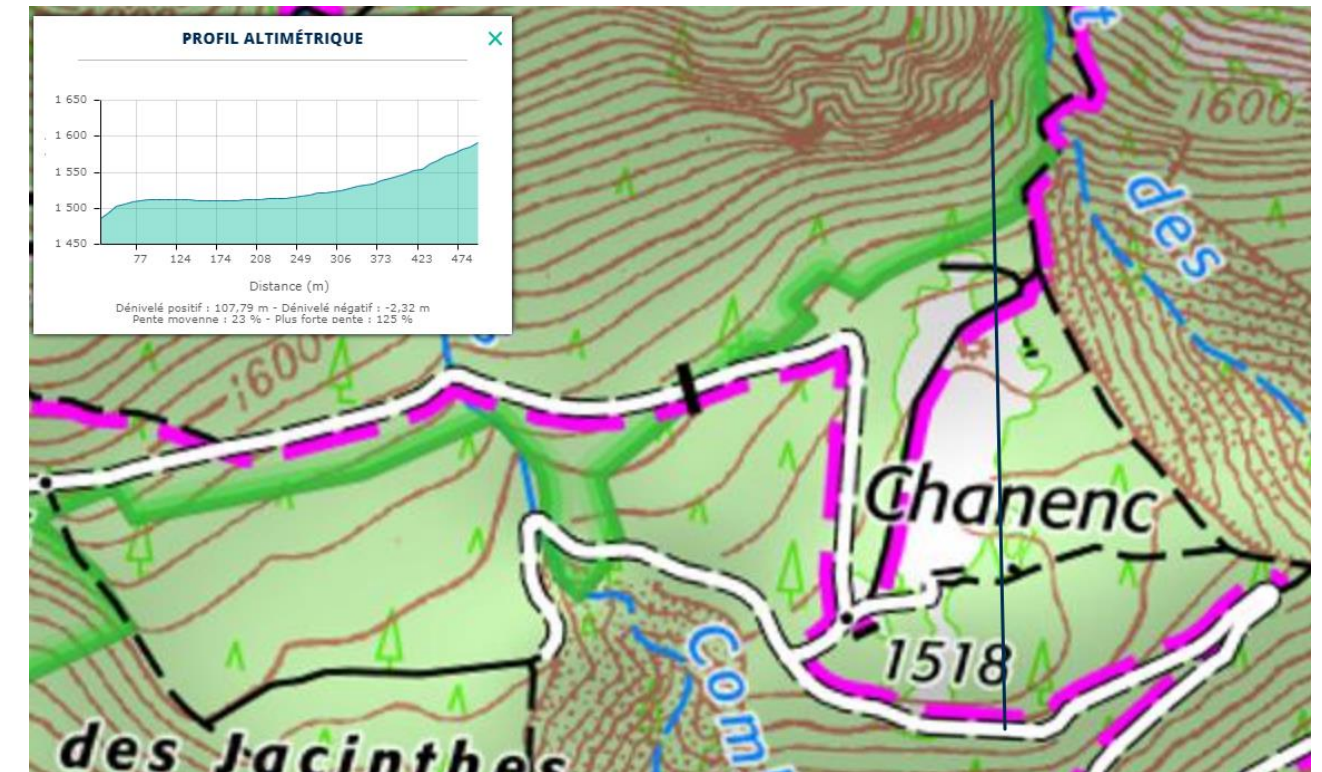 PROFIL ALTIMÉTRIQUE
1 650
1 600
1 550
1 500
1 450
77 124 174 208 249 306 373 423 474
Distance (m)
Dénivelé positif : 107,79 m - Dénivelé négatif : -2,32 m
Pente moyenne : 23 % - Plus forte pente : 125 %
t
1600
des
1600
Chanenc
1518
Com
des Jacinthes